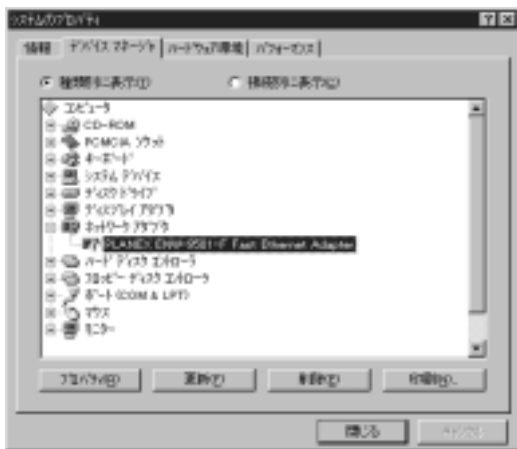 システムのプロパティ
情報
デバイス マネージャ
ハードウェア環境
パフォーマンス
種類別に表示(T)
接続別に表示(C)
コンピュータ
CD-ROM
PCMCIA ソケット
キーボード
システム デバイス
ディスク ドライブ
ディスプレイ アダプタ
ネットワーク アダプタ
PLANEX ENW-9501-F Fast Ethernet Adapter
ハード ディスク コントローラ
フロッピー ディスク コントローラ
ポート (COM & LPT)
マウス
モニター
プロパティ(R)
更新(F)
削除(E)
印刷(N)...
閉じる
キャンセル